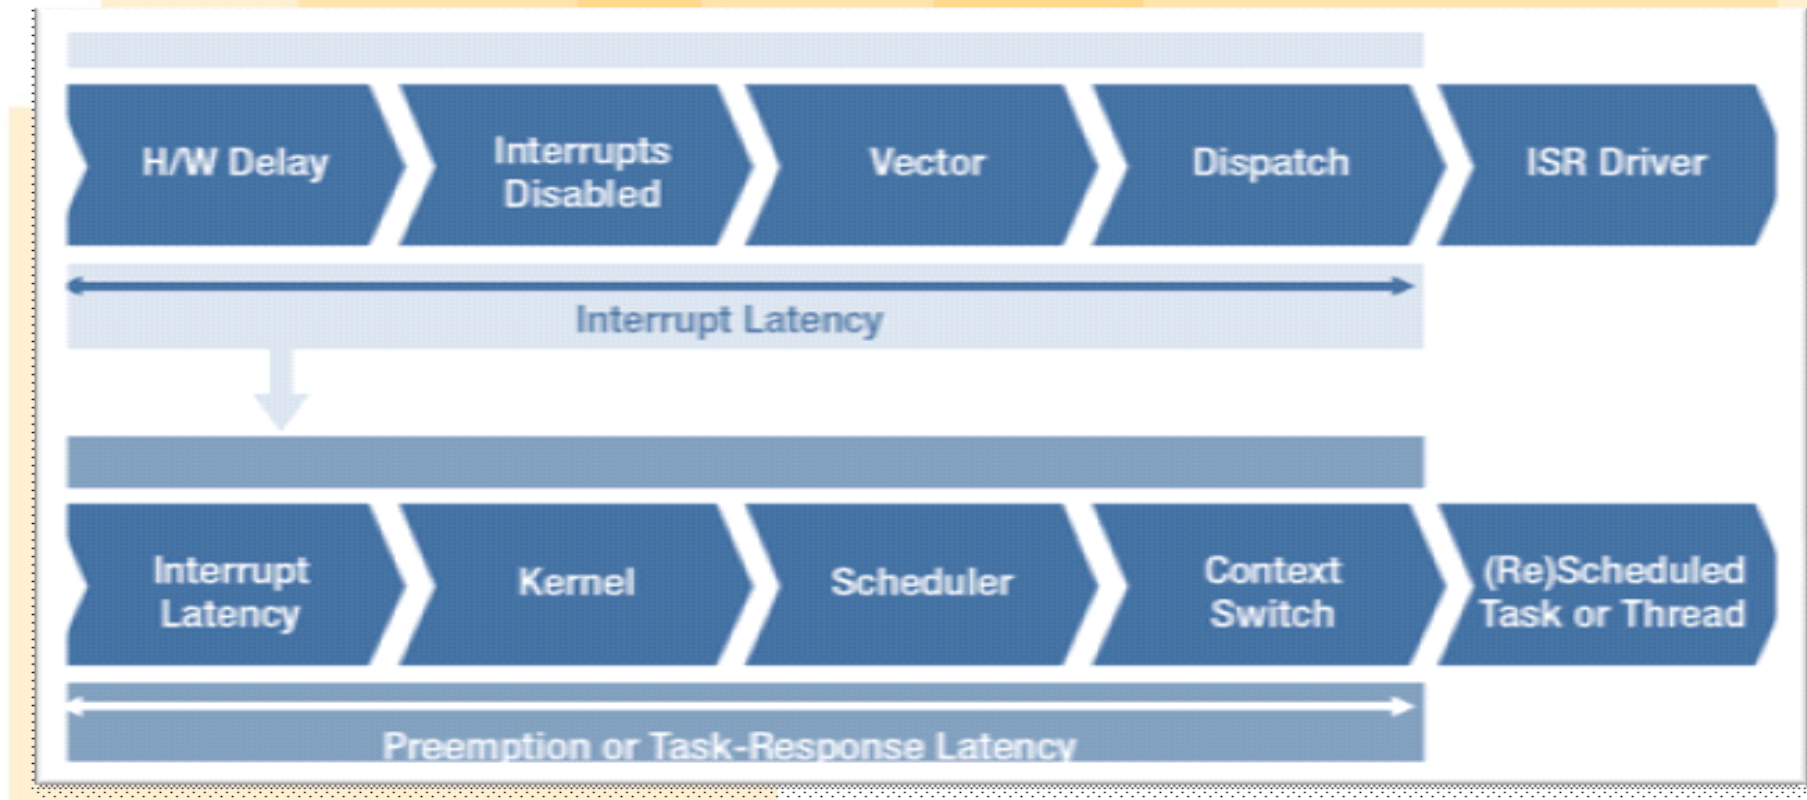 H/W Delay
Interrupts
Disabled
Vector
Dispatch
ISR Driver
Interrupt Latency
Interrupt
Latency
Kernel
Scheduler
Context
Switch
(Re)Scheduled
Task or Thread
Preemption or Task-Response Latency